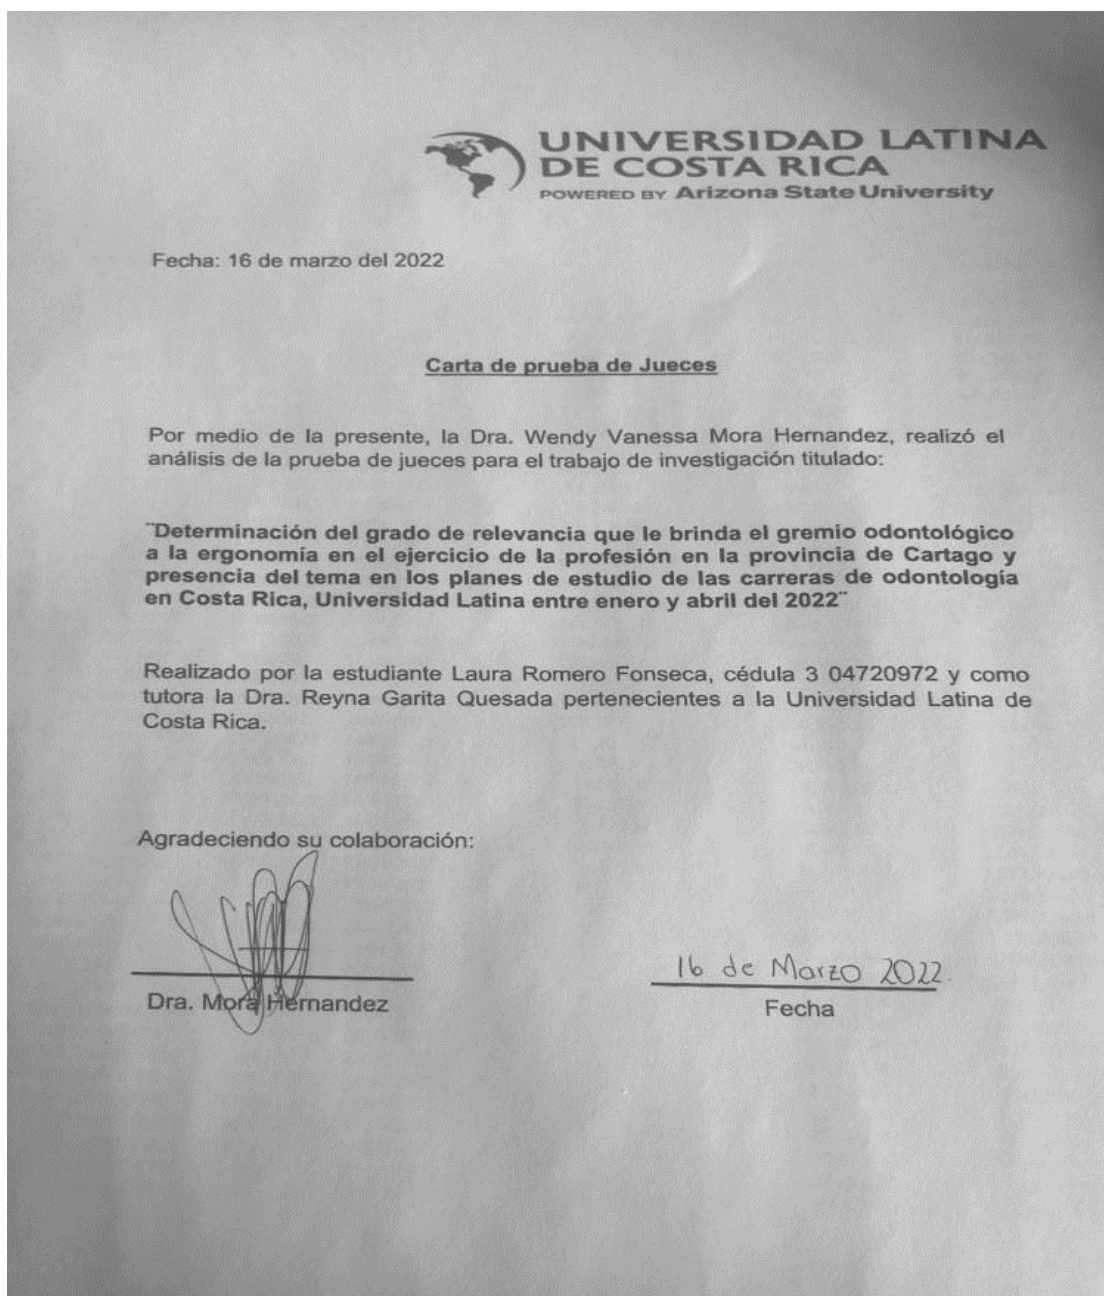 UNIVERSIDAD LATINA
DE COSTA RICA
POWERED BY Arizona State University
Fecha: 16 de marzo del 2022
Carta de prueba de Jueces
Por medio de la presente, la Dra. Wendy Vanessa Mora Hernandez, realizó el
análisis de la prueba de jueces para el trabajo de investigación titulado:
¨Determinación del grado de relevancia que le brinda el gremio odontológico
a la ergonomía en el ejercicio de la profesión en la provincia de Cartago y
presencia del tema en los planes de estudio de las carreras de odontología
en Costa Rica, Universidad Latina entre enero y abril del 2022¨
Realizado por la estudiante Laura Romero Fonseca, cédula 3 04720972 y como
tutora la Dra. Reyna Garita Quesada pertenecientes a la Universidad Latina de
Costa Rica.
Agradeciendo su colaboración:
Dra. Mora Hernandez
16 de Marzo 2022.
Fecha